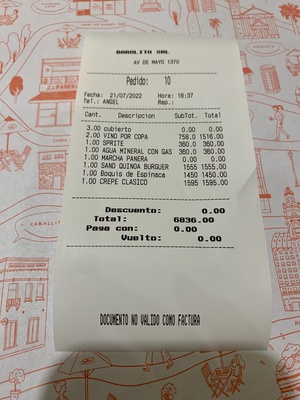 BAROLITO SRL
AV DE MAYO 1370
Pedido: 10
Fecha: 21/07/2022 Hora: 18:37
Tel.: ANGEL Rep.:
Cant. Descripcion SubTot. Total
3.00 cubierto 0.00 0.00
2.00 VINO POR COPA 758.0 1516.00
1.00 SPRITE 360.0 360.00
1.00 AGUA MINERAL CON GAS 360.0 360.00
1.00 MARCHA PANERA 0.00 0.00
1.00 SAND QUINOA BURGUER 1555 1555.00
1.00 Ñoquis de Espinaca 1450 1450.00
1.00 CREPE CLASICO 1595 1595.00
Descuento: 0.00
Total: 6836.00
Paga con: 0.00
Vuelto: 0.00
DOCUMENTO NO VALIDO COMO FACTURA